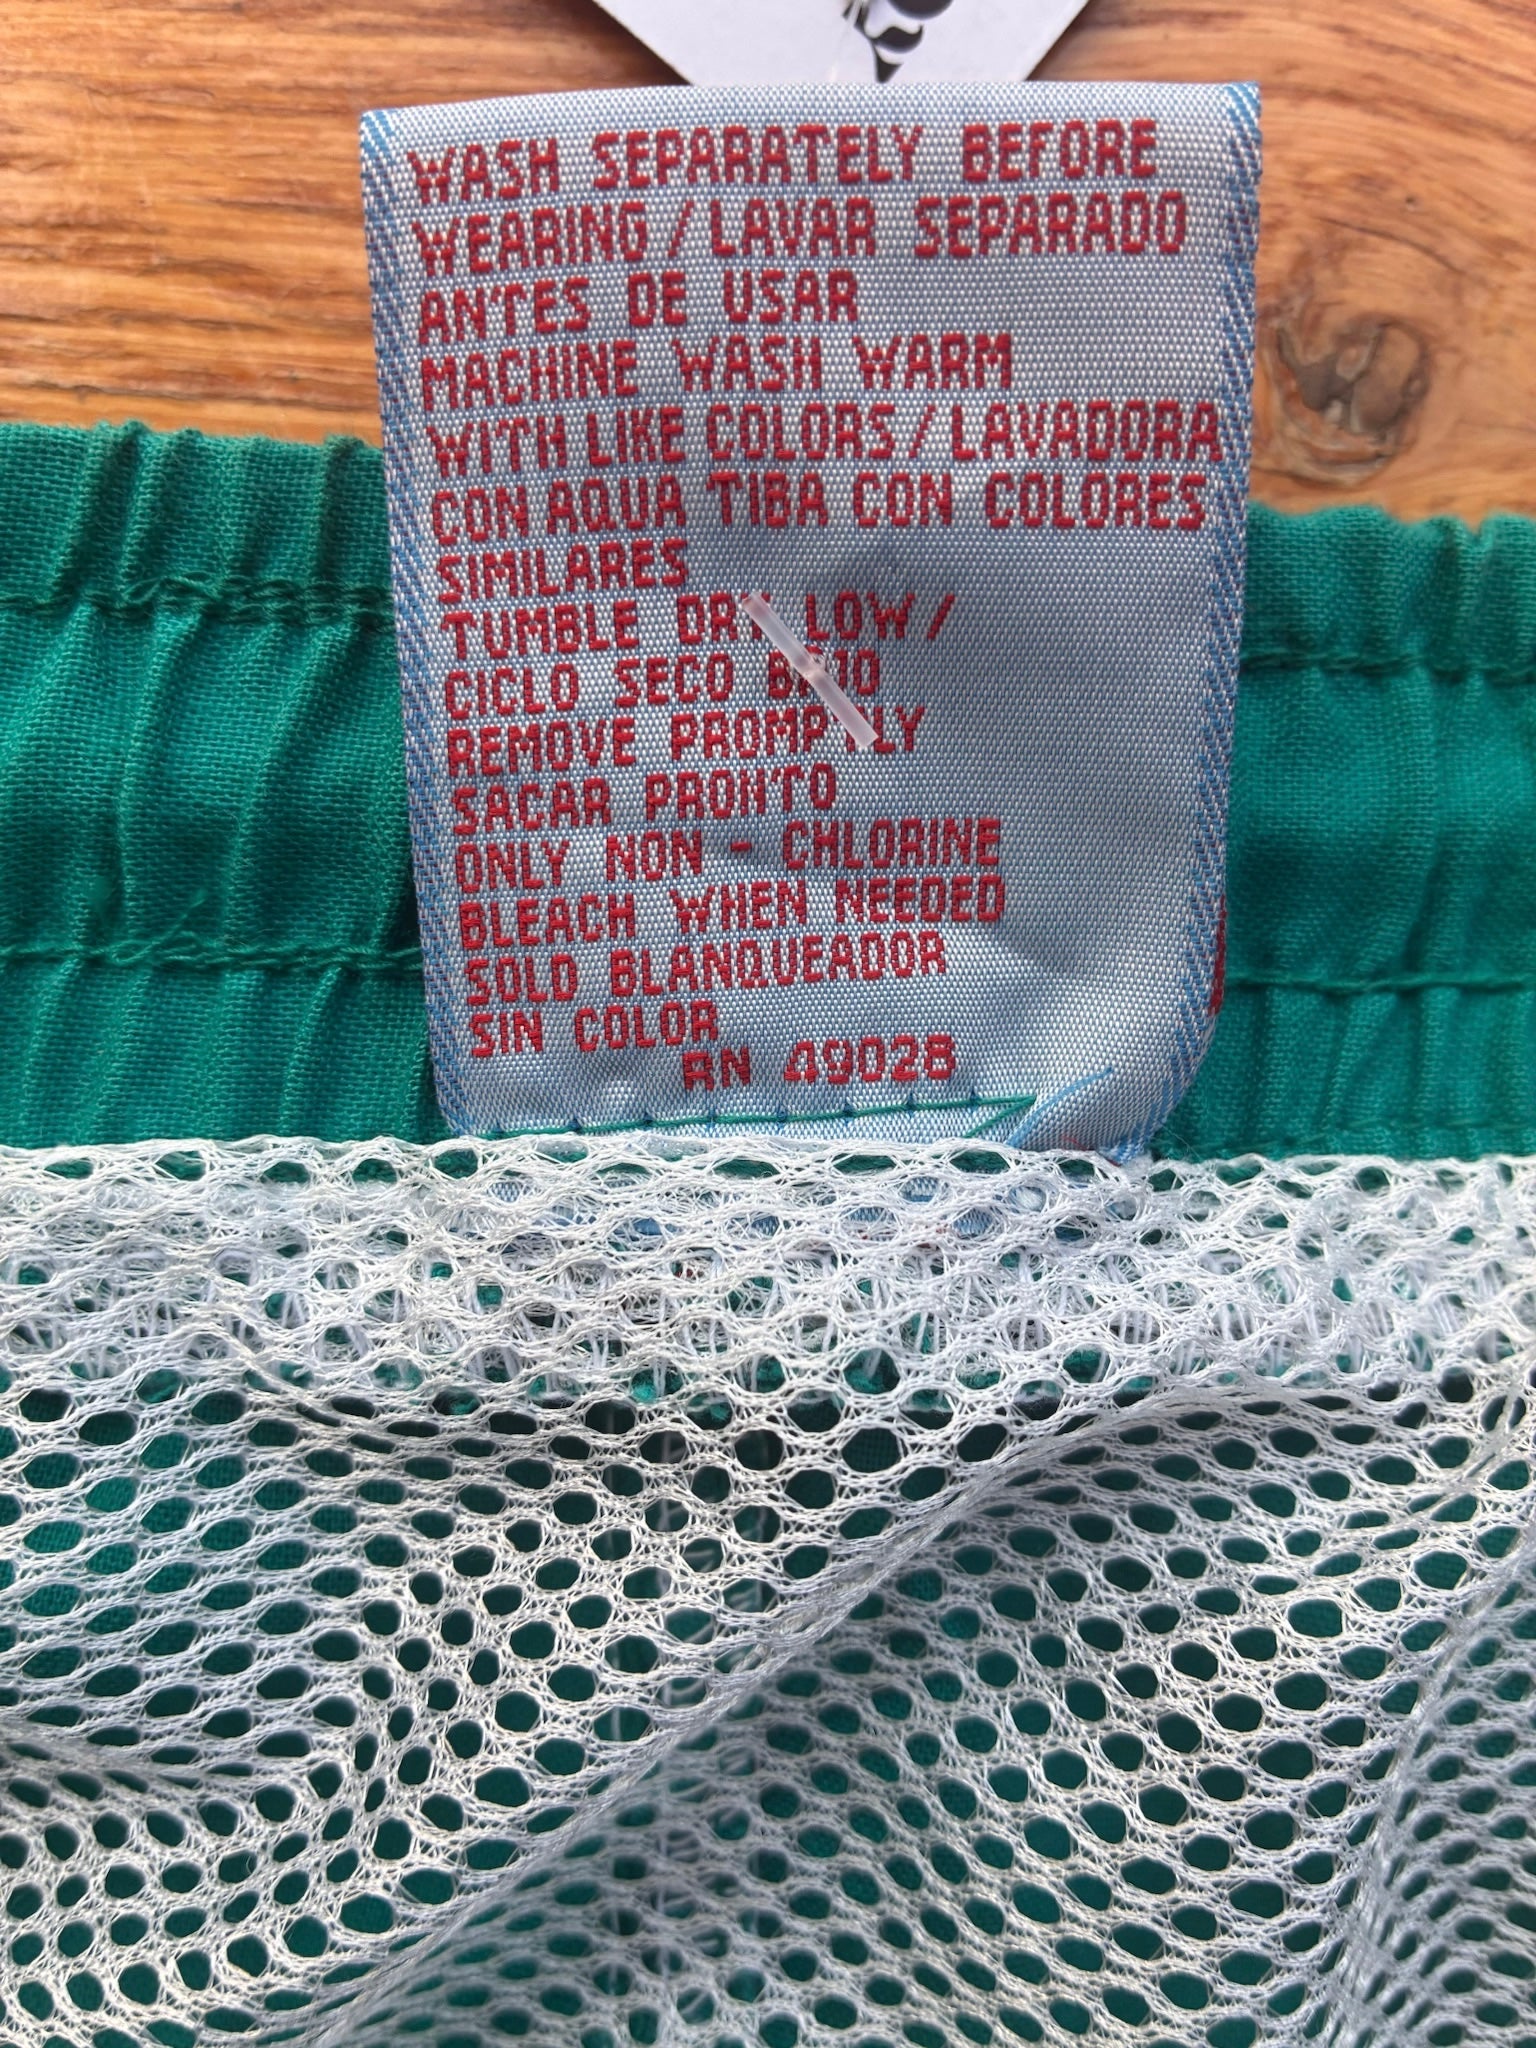 WASH SEPARATELY BEFORE
WEARING / LAVAR SEPARADO
ANTES DE USAR
MACHINE WASH WARM
WITH LIKE COLORS / LAVADORA
CON AQUA TIBA CON COLORES
SIMILARES
TUMBLE DRY LOW /
CICLO SECO BAJO
REMOVE PROMPTLY
SACAR PRONTO
ONLY NON - CHLORINE
BLEACH WHEN NEEDED
SOLD BLANQUEADOR
SIN COLOR
RN 49028